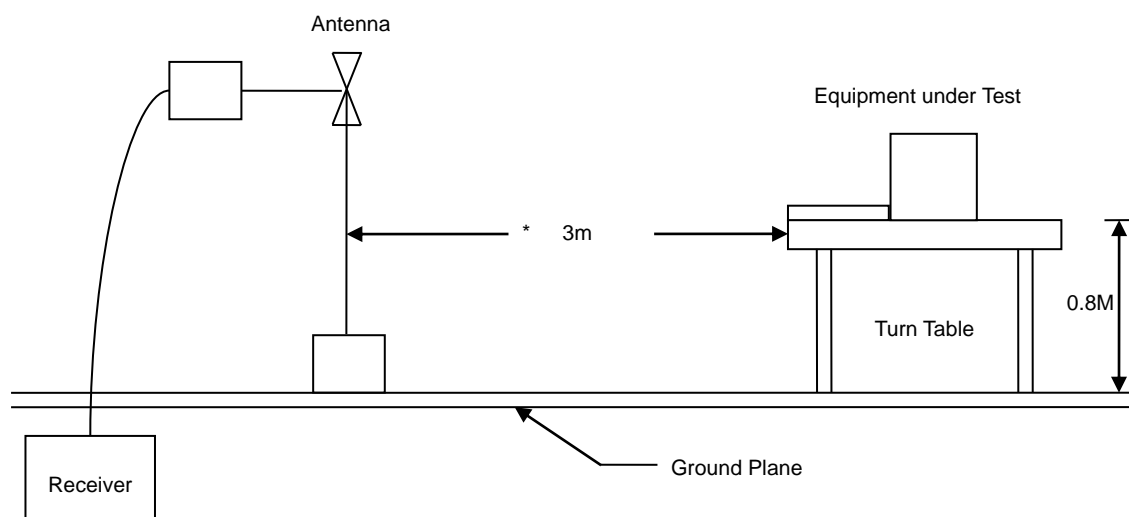 Antenna
Equipment under Test
* 3m
0.8M
Turn Table
Ground Plane
Receiver